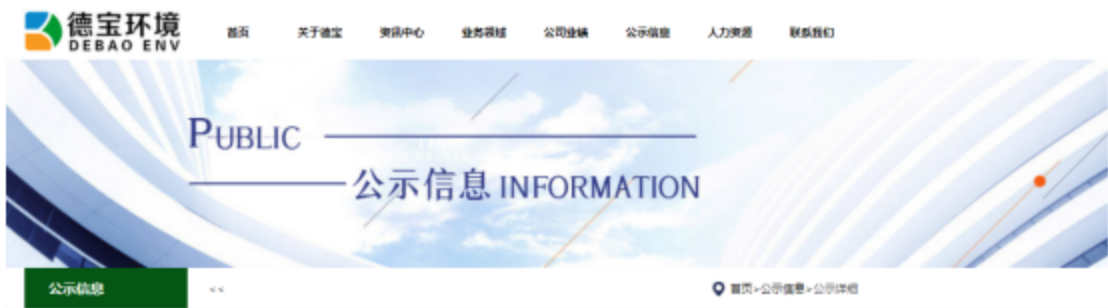 德宝环境
DEBAO ENV
首页 关于德宝 资讯中心 业务领域 公司业绩 公示信息 人力资源 联系我们
PUBLIC
公示信息 INFORMATION
公示信息 << 首页>公示信息>公示详细